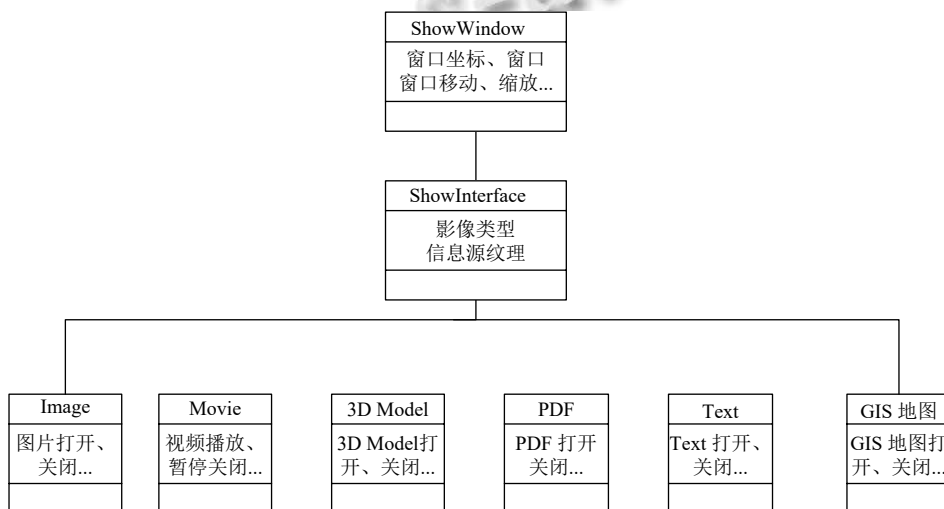 ShowWindow
窗口坐标、窗口
窗口移动、缩放...
ShowInterface
影像类型
信息源纹理
Image
图片打开、
关闭...
Movie
视频播放、
暂停关闭...
3D Model
3D Model打
开、关闭...
PDF
PDF 打开
关闭...
Text
Text 打开、
关闭...
GIS 地图
GIS 地图打
开、关闭...